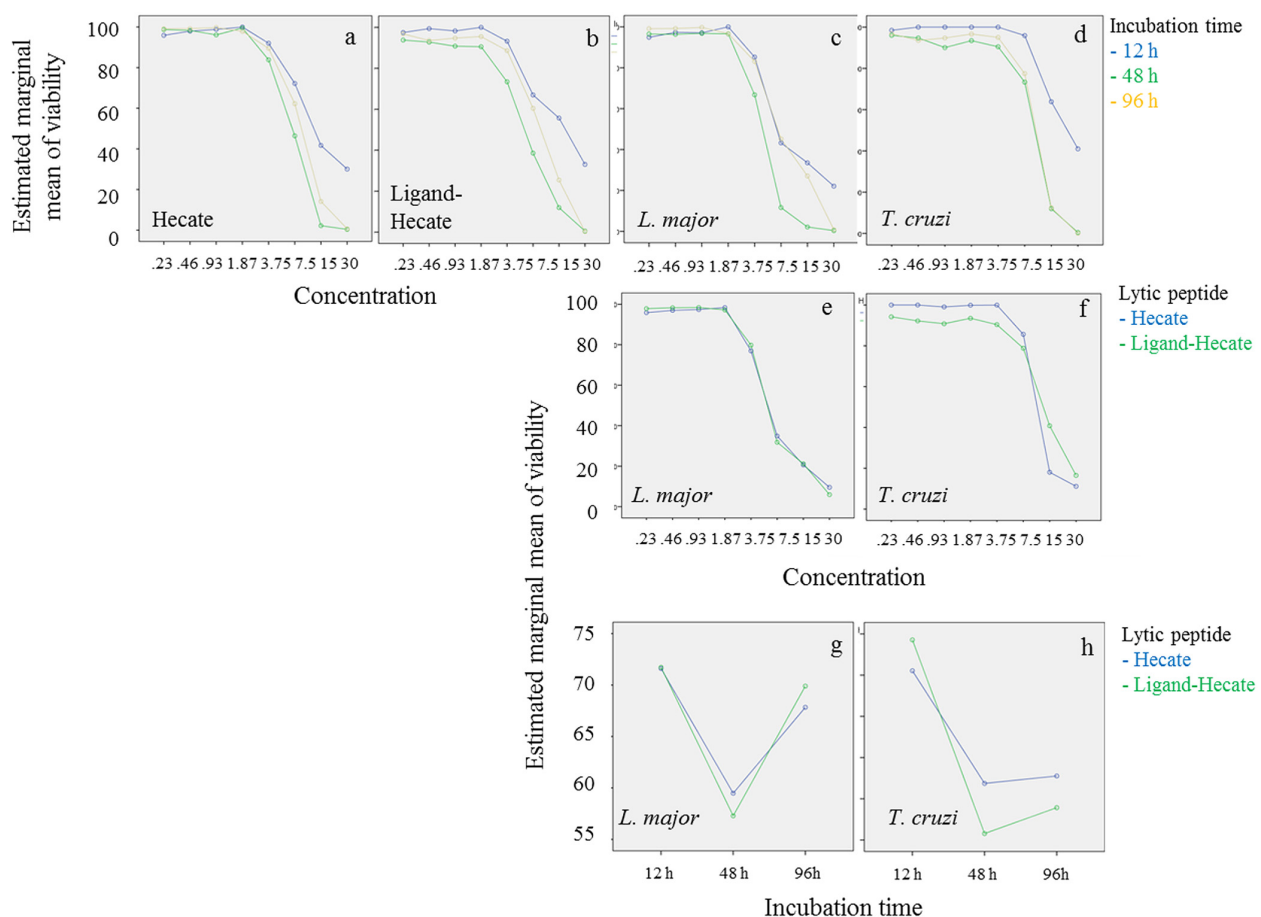 Estimated marginal
mean of viability
100
80
60
40
20
0
a
Hecate
b
Ligand-
Hecate
c
L. major
d
T. cruzi
Incubation time
- 12 h
- 48 h
- 96 h
.23 .46 .93 1.87 3.75 7.5 15 30
.23 .46 .93 1.87 3.75 7.5 15 30
.23 .46 .93 1.87 3.75 7.5 15 30
.23 .46 .93 1.87 3.75 7.5 15 30
Concentration
Estimated marginal mean of viability
100
80
60
40
20
0
e
L. major
f
T. cruzi
Lytic peptide
- Hecate
- Ligand-Hecate
.23 .46 .93 1.87 3.75 7.5 15 30
.23 .46 .93 1.87 3.75 7.5 15 30
Concentration
75
70
65
60
55
g
L. major
h
T. cruzi
Lytic peptide
- Hecate
- Ligand-Hecate
12 h 48 h 96h
12 h 48 h 96h
Incubation time